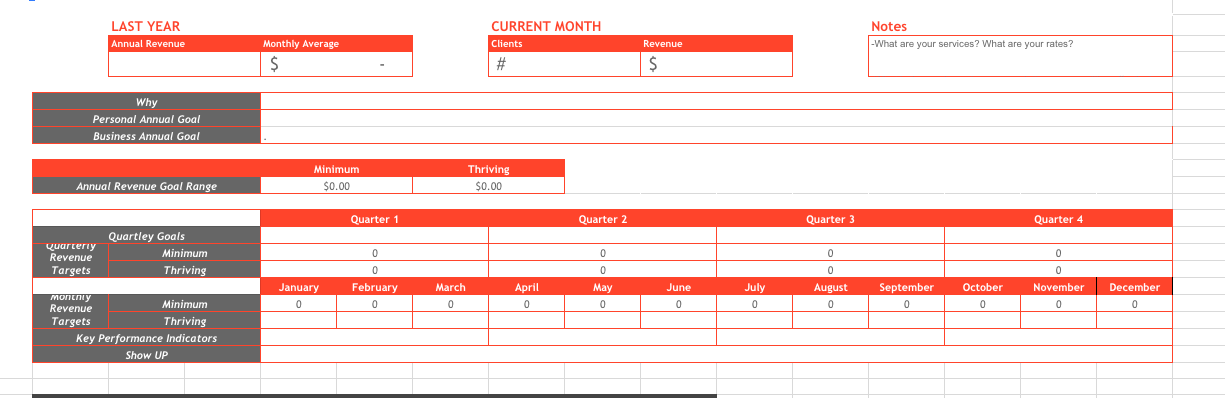 LAST YEAR CURRENT MONTH Notes
Annual Revenue Monthly Average Clients Revenue -What are your services? What are your rates?
$ - # $
Why
Personal Annual Goal
Business Annual Goal .
Minimum Thriving
Annual Revenue Goal Range $0.00 $0.00
Quarter 1 Quarter 2 Quarter 3 Quarter 4
Quartley Goals
Quarterly Revenue Targets
Minimum 0 0 0 0
Thriving 0 0 0 0
January February March April May June July August September October November December
Monthly Revenue Targets
Minimum 0 0 0 0 0 0 0 0 0 0 0 0
Thriving
Key Performance Indicators
Show UP